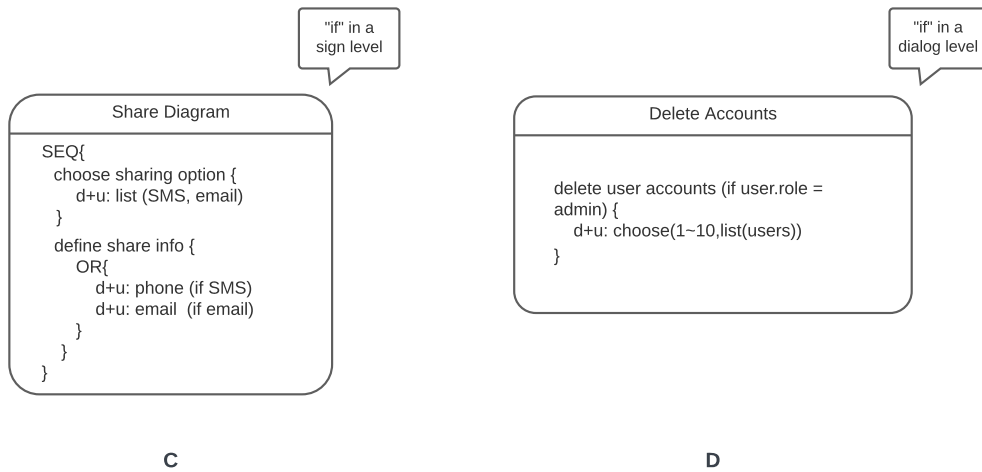 "if" in a
sign level
Share Diagram
SEQ{
choose sharing option {
d+u: list (SMS, email)
}
define share info {
OR{
d+u: phone (if SMS)
d+u: email  (if email)
}
}
}
C
"if" in a
dialog level
Delete Accounts
delete user accounts (if user.role =
admin) {
d+u: choose(1~10,list(users))
}
D